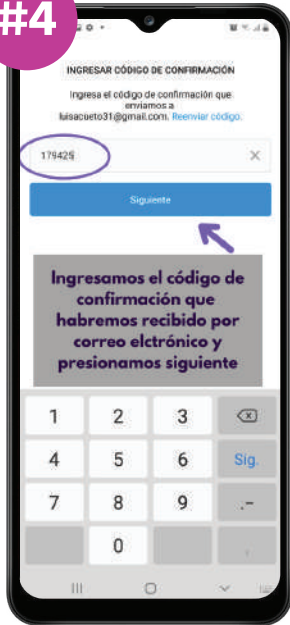 #4
INGRESAR CÓDIGO DE CONFIRMACIÓN
Ingresa el código de confirmación que
enviamos a
luisacueto31@gmail.com. Reenviar
código.
179425
Siguiente
Ingresamos el código de
confirmación que
habremos recibido por
correo elctrónico y
presionamos siguiente
1 2 3
4 5 6 Sig.
7 8 9 .-
0 ,